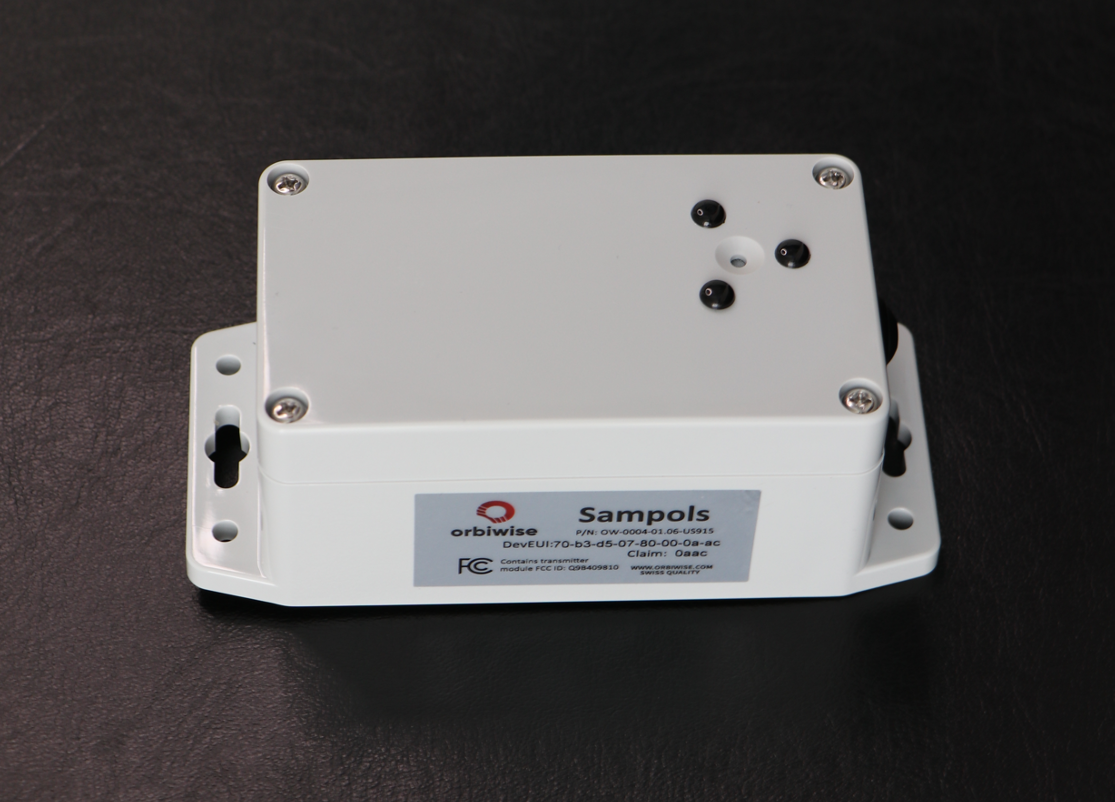 orbiwise
Sampols
P/N: OW-0004-01.06-US915
DevEUI:70-b3-d5-07-80-00-0a-ac
Claim: 0aac
FCC
Contains transmitter
module FCC ID: Q98409810
WWW.ORBIWISE.COM
SWISS QUALITY